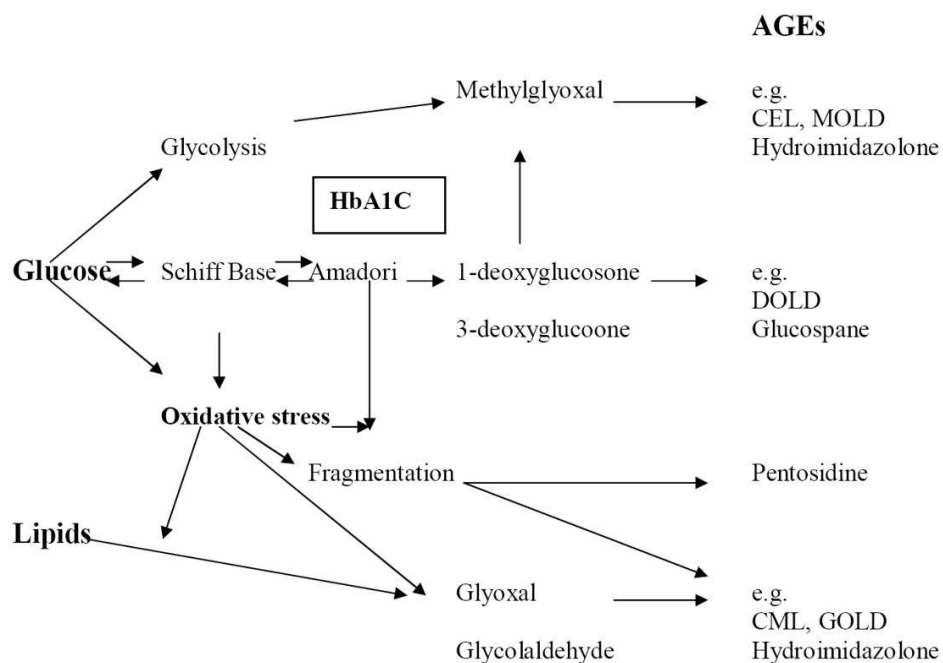 AGEs
Methylglyoxal
e.g.
CEL, MOLD
Hydroimidazolone
Glycolysis
HbA1C
Glucose
Schiff Base
Amadori
1-deoxyglucosone
3-deoxyglucoone
e.g.
DOLD
Glucospane
Oxidative stress
Fragmentation
Pentosidine
Lipids
Glyoxal
Glycolaldehyde
e.g.
CML, GOLD
Hydroimidazolone